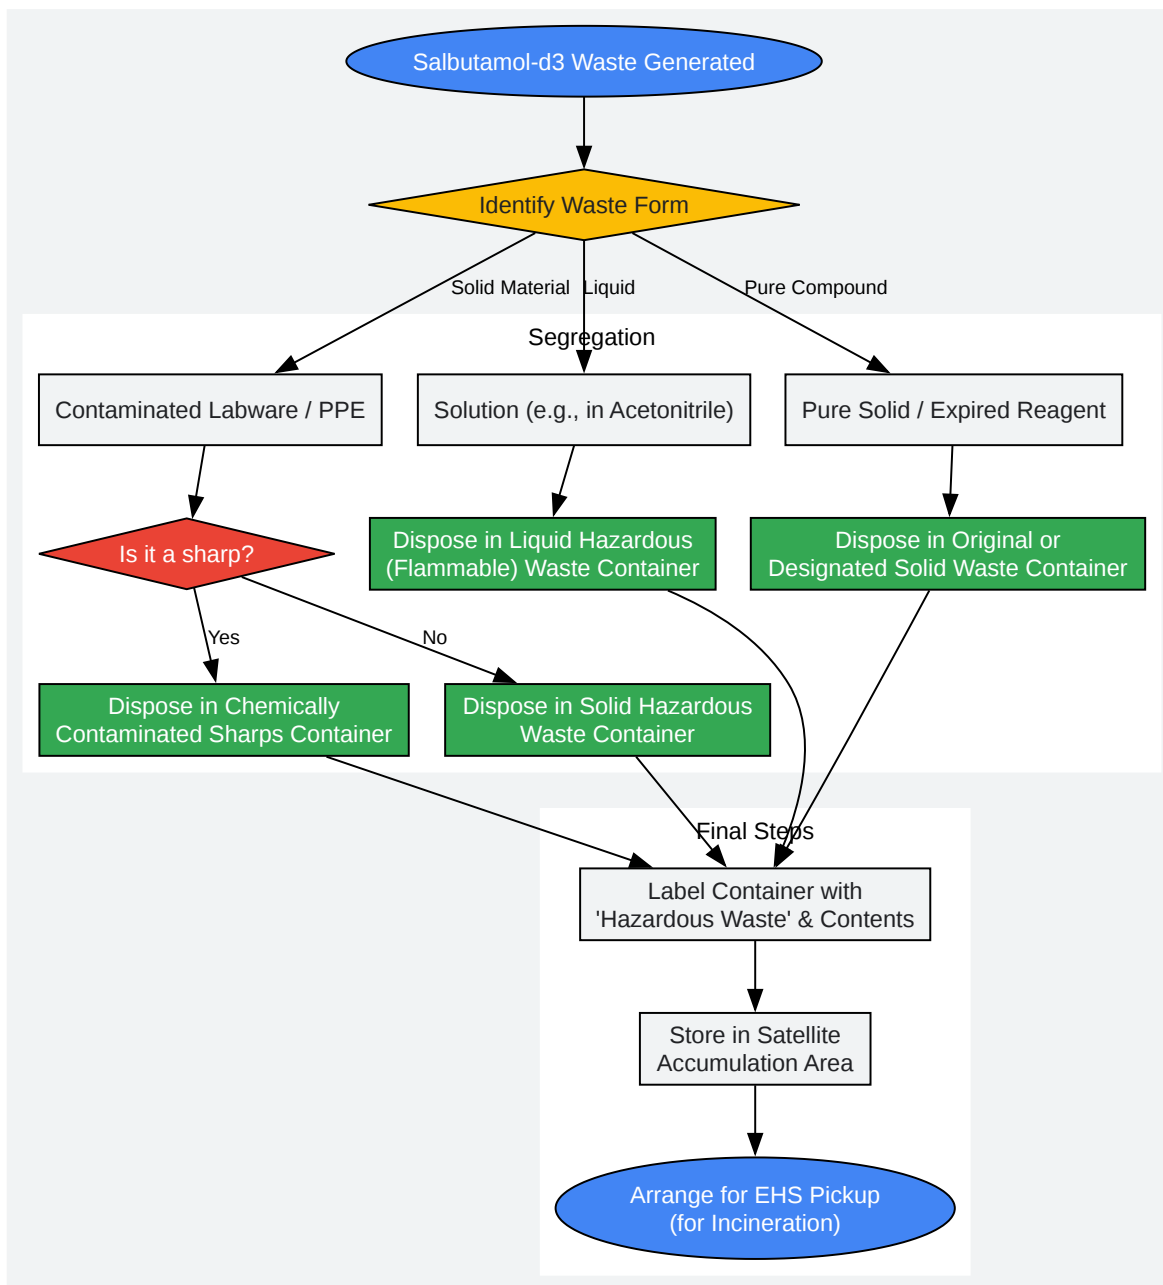 Salbutamol-d3 Waste Generated
Identify Waste Form
Solid Material
Liquid
Pure Compound
Segregation
Contaminated Labware / PPE
Solution (e.g., in Acetonitrile)
Pure Solid / Expired Reagent
Is it a sharp?
Dispose in Liquid Hazardous
(Flammable) Waste Container
Dispose in Original or
Designated Solid Waste Container
Yes
No
Dispose in Chemically
Contaminated Sharps Container
Dispose in Solid Hazardous
Waste Container
Final Steps
Label Container with
'Hazardous Waste' & Contents
Store in Satellite
Accumulation Area
Arrange for EHS Pickup
(for Incineration)